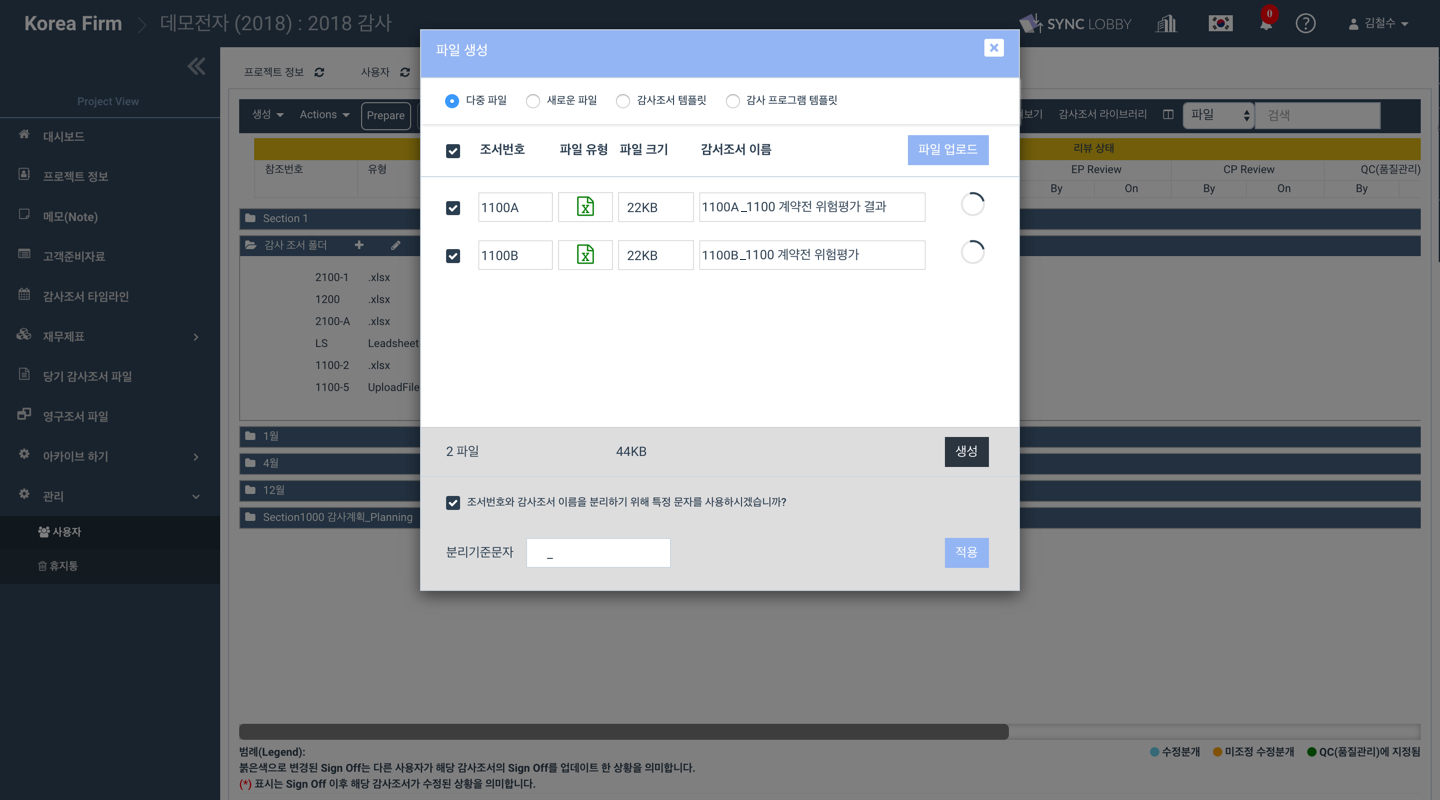 Korea Firm
데모전자 (2018) : 2018 감사
SYNC LOBBY
0
김철수
Project View
대시보드
프로젝트 정보
메모(Note)
고객준비자료
감사조서 타임라인
재무제표
당기 감사조서 파일
영구조서 파일
아카이브 하기
관리
사용자
휴지통
프로젝트 정보
사용자
생성
Actions
Prepare
감사조서 라이브러리
파일
검색
참조번호
유형
리뷰 상태
EP Review
CP Review
QC(품질관리)
By
On
By
On
By
Section 1
감사 조서 폴더
2100-1 .xlsx
1200 .xlsx
2100-A .xlsx
LS Leadsheet
1100-2 .xlsx
1100-5 UploadFile
1월
4월
12월
Section1000 감사계획_Planning
파일 생성
다중 파일
새로운 파일
감사조서 템플릿
감사 프로그램 템플릿
조서번호
파일 유형
파일 크기
감서조서 이름
파일 업로드
1100A 22KB 1100A_1100 계약전 위험평가 결과
1100B 22KB 1100B_1100 계약전 위험평가
2 파일
44KB
생성
조서번호와 감사조서 이름을 분리하기 위해 특정 문자를 사용하시겠습니까?
분리기준문자
_
적용
범례(Legend):
수정분개
미조정 수정분개
QC(품질관리)에 지정됨
붉은색으로 변경된 Sign Off는 다른 사용자가 해당 감사조서의 Sign Off를 업데이트 한 상황을 의미합니다.
(*) 표시는 Sign Off 이후 해당 감사조서가 수정된 상황을 의미합니다.